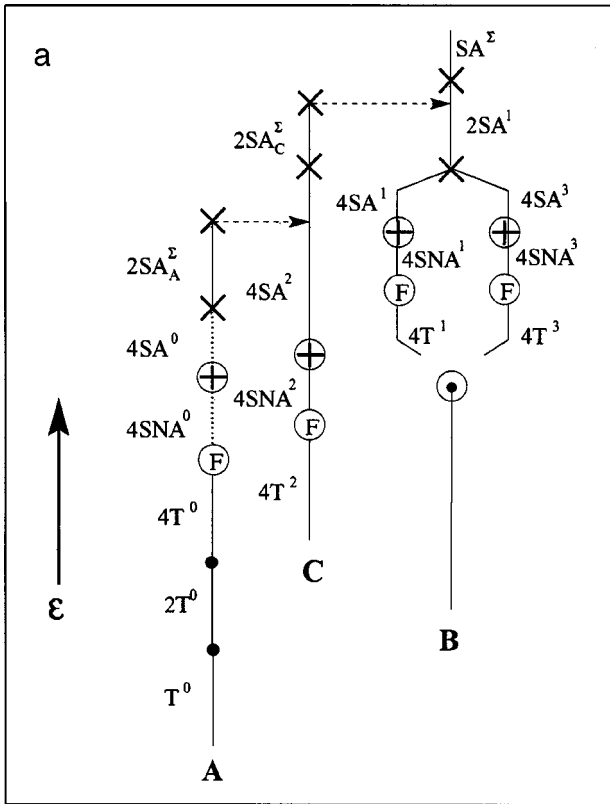 a
SA^Σ
2SA^1
2SA_C^Σ
4SA^1
4SA^3
4SNA^1
4SNA^3
2SA_A^Σ
4SA^2
F
F
4T^1
4T^3
4SA^0
4SNA^2
4SNA^0
F
F
4T^2
4T^0
C
2T^0
ε
B
T^0
A